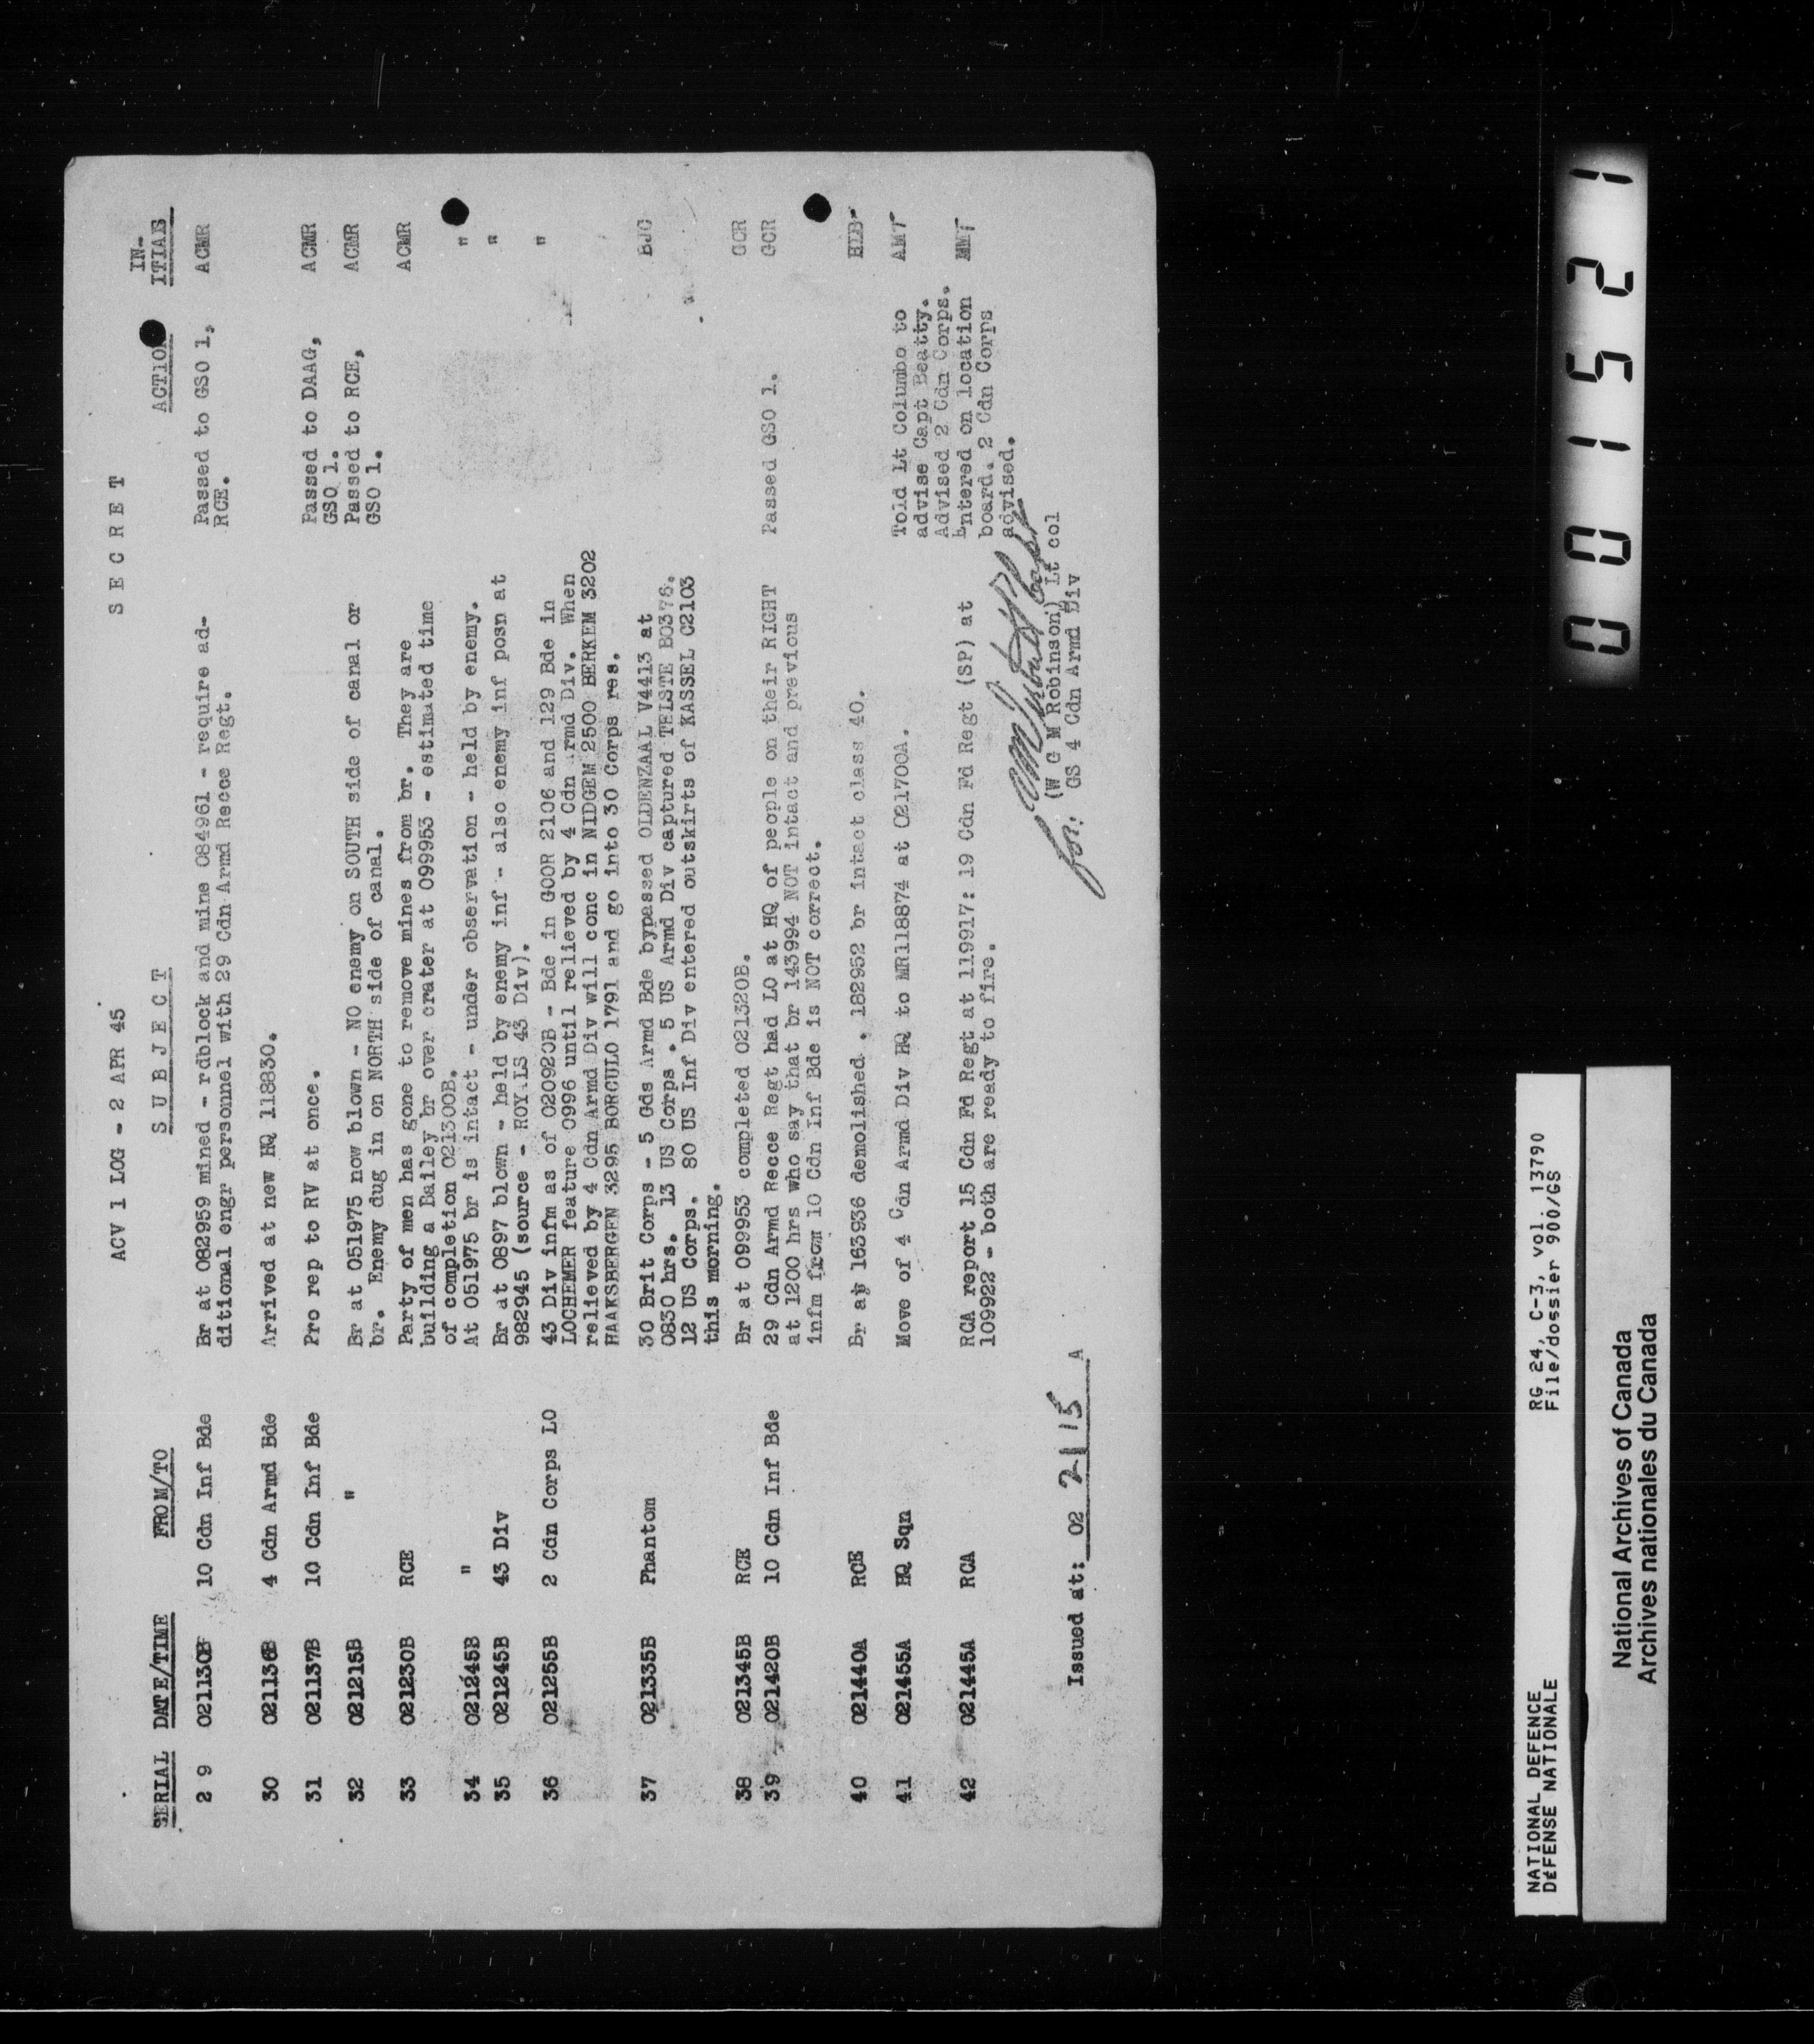 SECRET
ACV 1 LOG - 2 APR 45
SERIAL DATE/TIME FROM/TO SUBJECT ACTION IN-
ITIAB
2 9 021130B 10 Cdn Inf Bde Br at 082959 mined - rdblock and mine 084961 - require ad- Passed to GSO 1, ACMR
ditional engr personnel with 29 Cdn Armd Recce Regt. RCE.
30 021136B 4 Cdn Armd Bde Arrived at new HQ 118830.
31 021137B 10 Cdn Inf Bde Pro rep to RV at once. Passed to DAAG, ACMR
GSO 1.
32 021215B " Br at 051975 now blown - NO enemy on SOUTH side of canal or Passed to RCE, ACMR
br. Enemy dug in on NORTH side of canal. GSO 1.
33 021230B RCE Party of men has gone to remove mines from br. They are ACMR
building a Bailey br over crater at 099953 - estimated time
of completion 021300B.
34 021245B " At 051975 br is intact - under observation - held by enemy. "
35 021245B 43 Div Br at 0897 blown - held by enemy inf - also enemy inf posn at "
982945 (source - ROYALS 43 Div).
36 021255B 2 Cdn Corps LO 43 Div infm as of 020920B - Bde in GOOR 2106 and 129 Bde in "
LOCHEMER feature 0996 until relieved by 4 Cdn Armd Div. When
relieved by 4 Cdn Armd Div will conc in NIDGEM 2500 BERKEM 3202
HAAKSBERGEN 3295 BORCULO 1791 and go into 30 Corps res.
37 021335B Phantom 30 Brit Corps - 5 Gds Armd Bde bypassed OLDENZAAL V4413 at BJC
0830 hrs. 13 US Corps. 5 US Armd Div captured TELSTE B0376.
12 US Corps. 80 US Inf Div entered outskirts of KASSEL C2103
this morning.
38 021345B RCE Br at 099953 completed 021320B. GCR
39 021420B 10 Cdn Inf Bde 29 Cdn Armd Recce Regt had LO at HQ of people on their RIGHT Passed GSO 1. GCR
at 1200 hrs who say that br 143994 NOT intact and previous
infm from 10 Cdn Inf Bde is NOT correct.
40 021440A RCE Br ay 163936 demolished. . 182952 br intact class 40. HLB
41 021455A HQ Sqn Move of 4 Cdn Armd Div HQ to MR118874 at 021700A. Told Lt Columbo to AMT
advise Capt Beatty.
Advised 2 Cdn Corps.
42 021445A RCA RCA report 15 Cdn Fd Regt at 119917: 19 Cdn Fd Regt (SP) at Entered on location MMT
109922 - both are ready to fire. board. 2 Cdn Corps
advised.
for:
(W G M Robinson) Lt col
GS 4 Cdn Armd Div
Issued at: 02 2115 A
001521
NATIONAL DEFENCE RG 24, C-3, vol. 13790
DÉFENSE NATIONALE File/dossier 900/GS
National Archives of Canada
Archives nationales du Canada